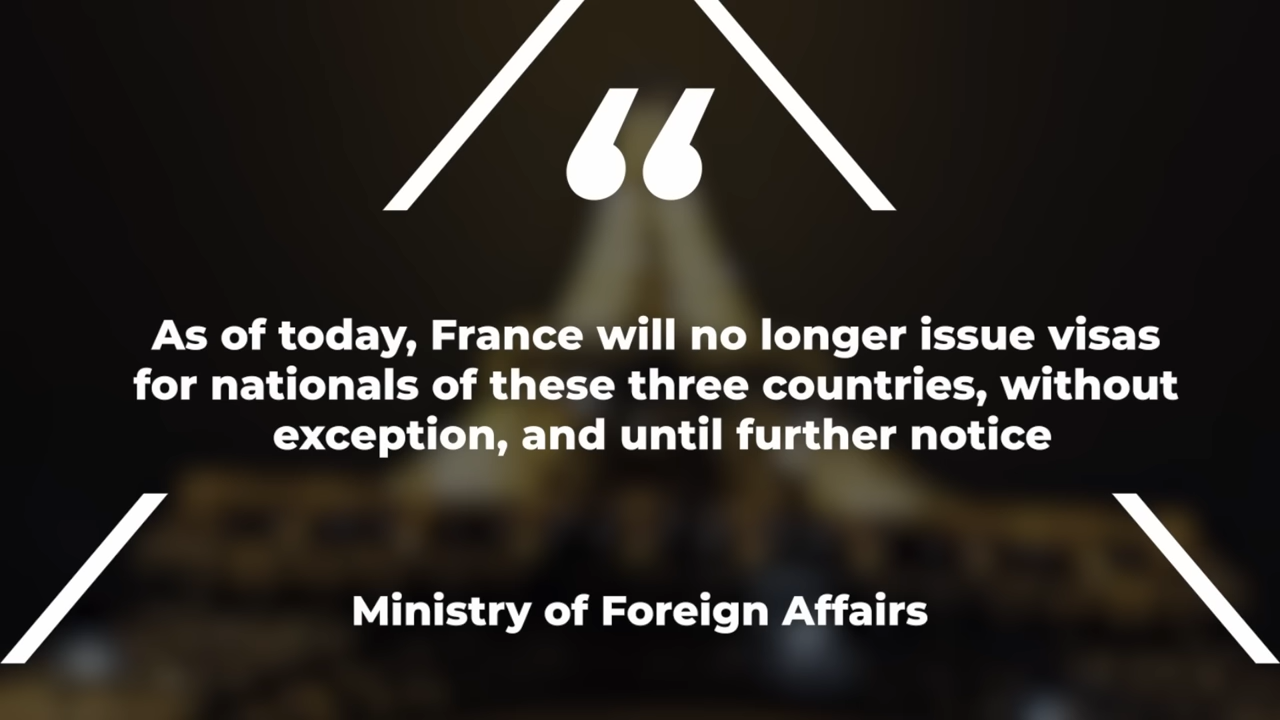 “
As of today, France will no longer issue visas
for nationals of these three countries, without
exception, and until further notice
Ministry of Foreign Affairs